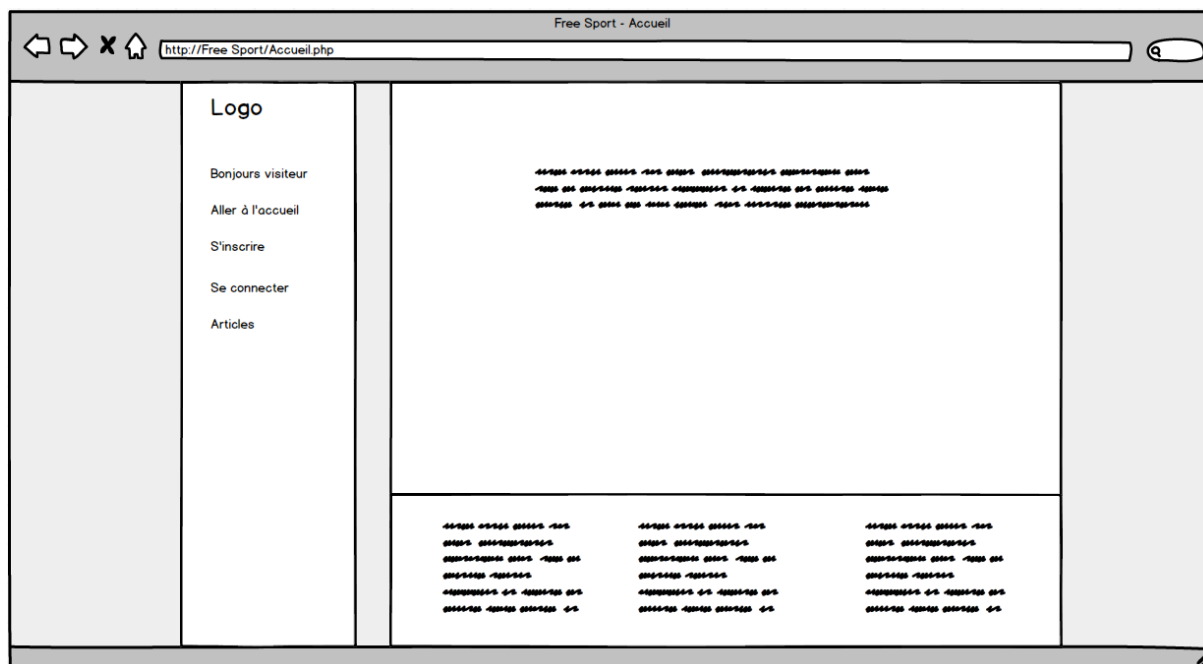 Free Sport - Accueil
http://Free Sport/Accueil.php
Logo
Bonjours visiteur
Aller à l'accueil
S'inscrire
Se connecter
Articles